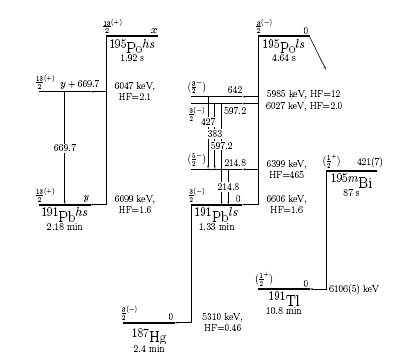 13/2(+) x
195Po hs
1.92 s
3/2(−) 0
195Po ls
4.64 s
13/2(+) y + 669.7
6047 keV,
HF=2.1
669.7
(3/2−) 642
5985 keV, HF=12
3/2(−) 597.2
6027 keV, HF=2.0
427
383
597.2
(5/2−) 214.8
6399 keV,
HF=465
214.8
(1/2+) 421(7)
195mBi
87 s
13/2(+) y
191Pb hs
2.18 min
6699 keV,
HF=1.6
3/2(−) 0
191Pb ls
1.33 min
6606 keV,
HF=1.6
(1/2+) 0
191Tl
10.8 min
6106(5) keV
3/2(−) 0
187Hg
2.4 min
5310 keV,
HF=0.46